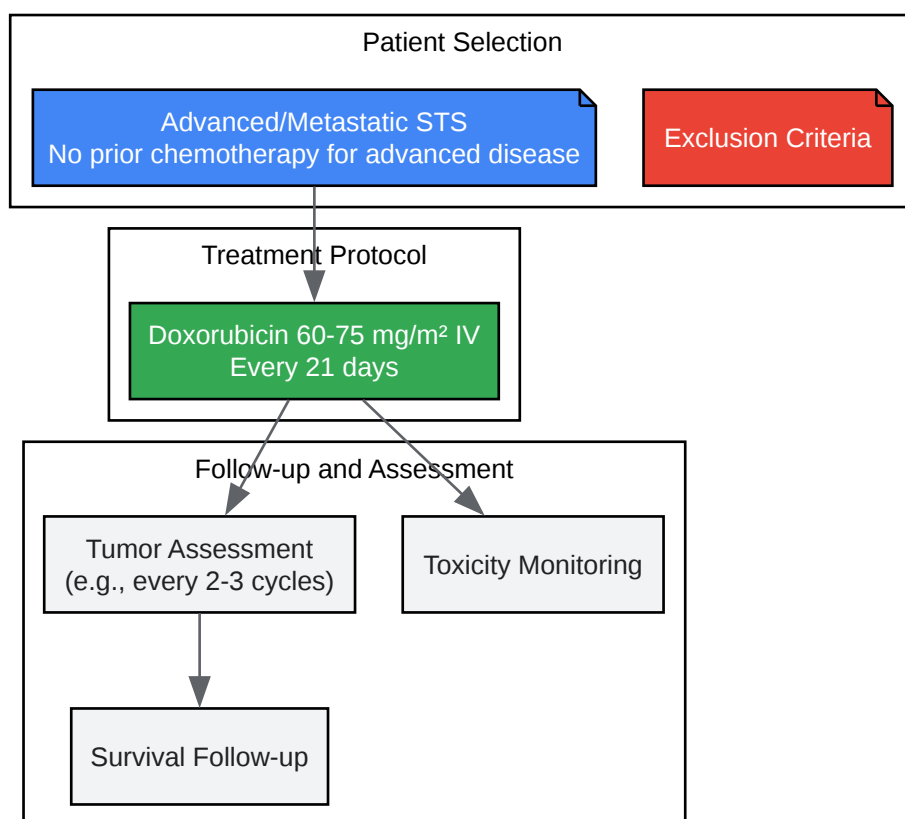 Patient Selection
Advanced/Metastatic STS
No prior chemotherapy for advanced disease
Exclusion Criteria
Treatment Protocol
Doxorubicin 60-75 mg/m² IV
Every 21 days
Follow-up and Assessment
Tumor Assessment
(e.g., every 2-3 cycles)
Toxicity Monitoring
Survival Follow-up